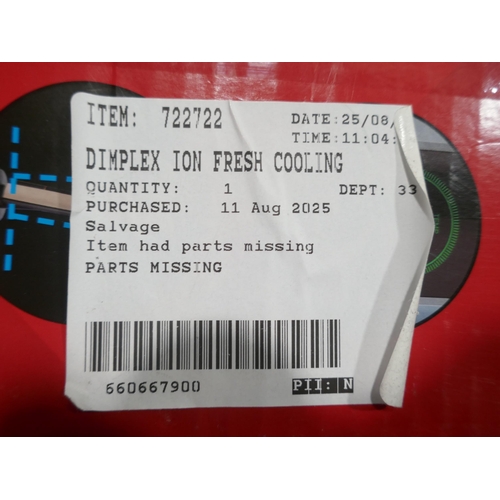 ITEM: 722722 DATE:25/08/
TIME:11:04:
DIMPLEX ION FRESH COOLING
QUANTITY: 1 DEPT: 33
PURCHASED: 11 Aug 2025
Salvage
Item had parts missing
PARTS MISSING
660667900 PII: N